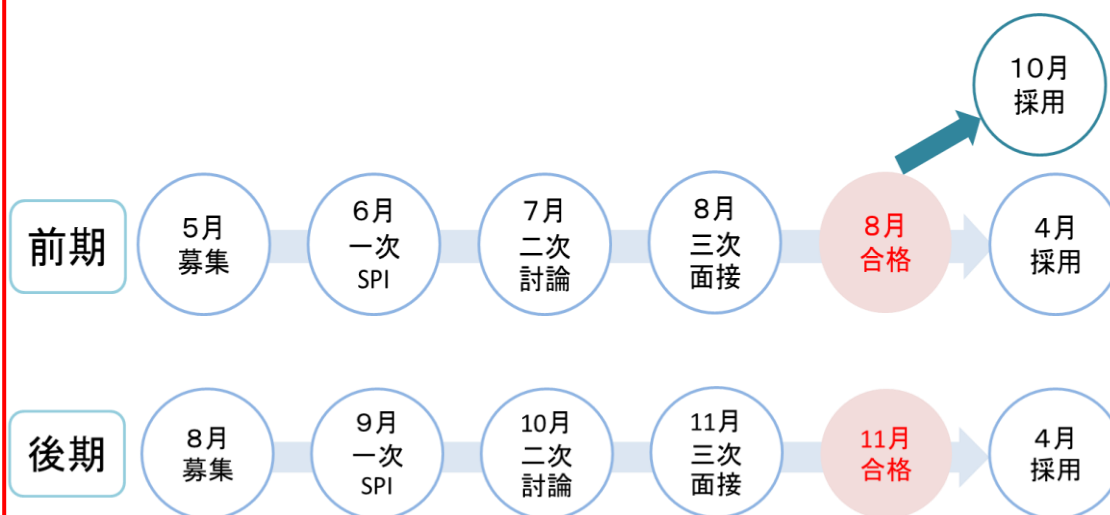 10月
採用
前期
5月
募集
6月
一次
SPI
7月
二次
討論
8月
三次
面接
8月
合格
4月
採用
後期
8月
募集
9月
一次
SPI
10月
二次
討論
11月
三次
面接
11月
合格
4月
採用